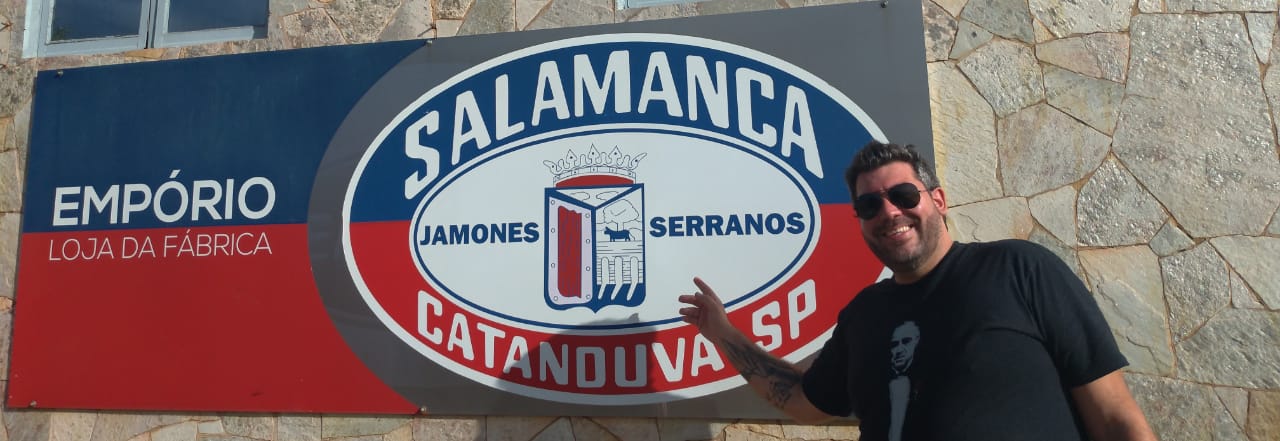 EMPÓRIO
LOJA DA FÁBRICA
SALAMANCA
JAMONES SERRANOS
CATANDUVA SP